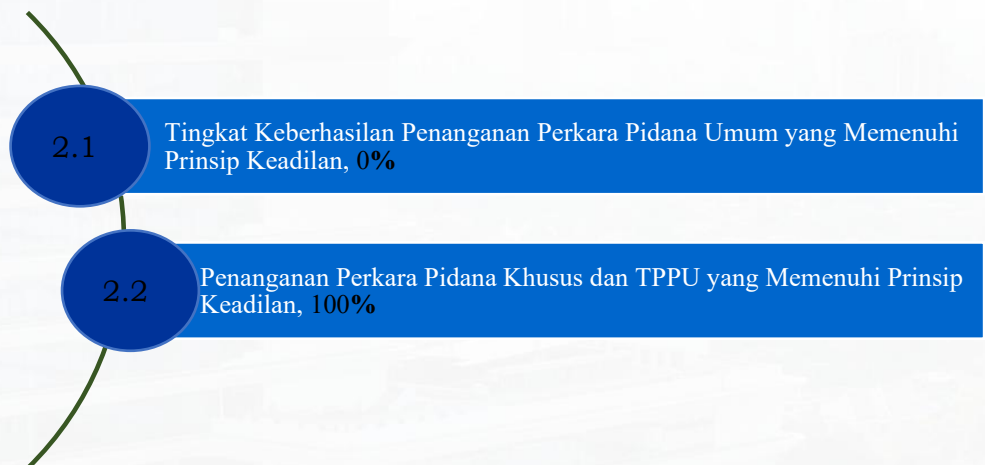 2.1
Tingkat Keberhasilan Penanganan Perkara Pidana Umum yang Memenuhi
Prinsip Keadilan, 0%
2.2
Penanganan Perkara Pidana Khusus dan TPPU yang Memenuhi Prinsip
Keadilan, 100%